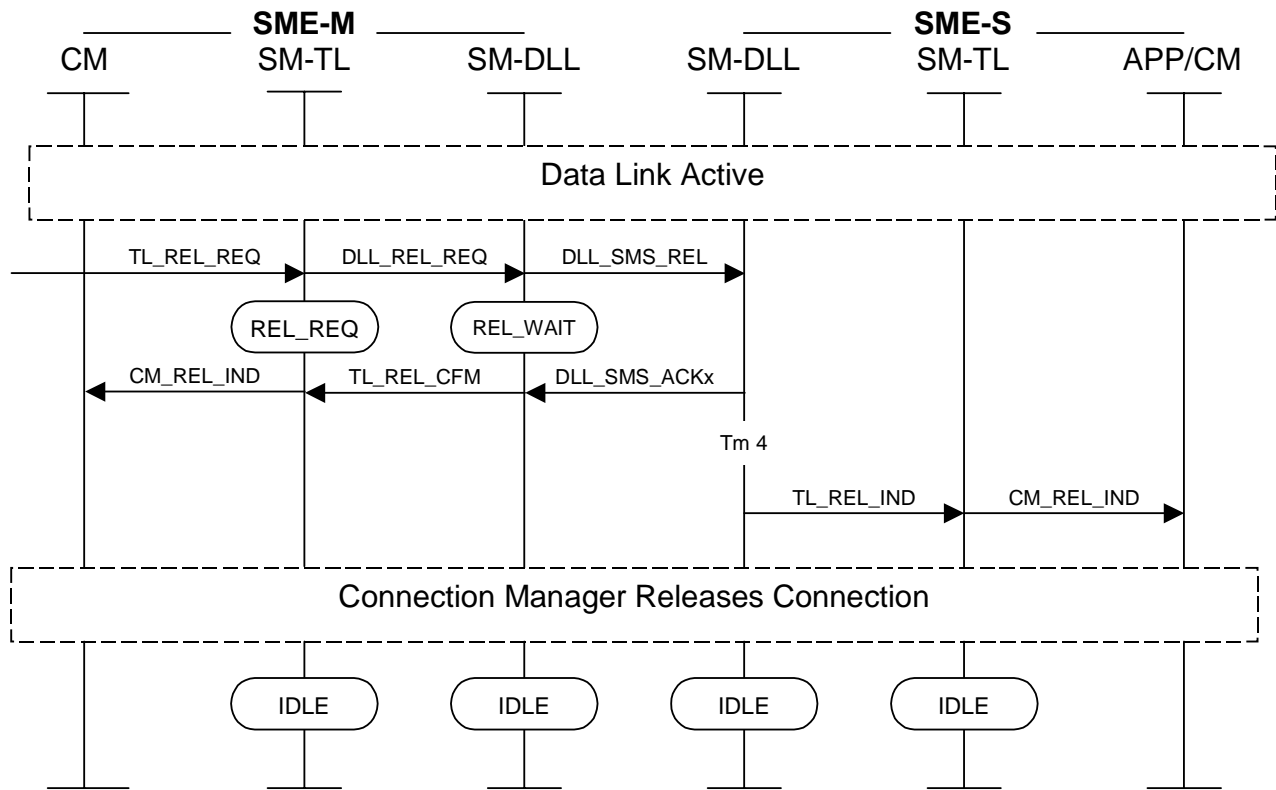 SME-M SME-S
CM SM-TL SM-DLL SM-DLL SM-TL APP/CM
Data Link Active
TL_REL_REQ DLL_REL_REQ DLL_SMS_REL
REL_REQ REL_WAIT
CM_REL_IND TL_REL_CFM DLL_SMS_ACKx
Tm 4
TL_REL_IND CM_REL_IND
Connection Manager Releases Connection
IDLE IDLE IDLE IDLE